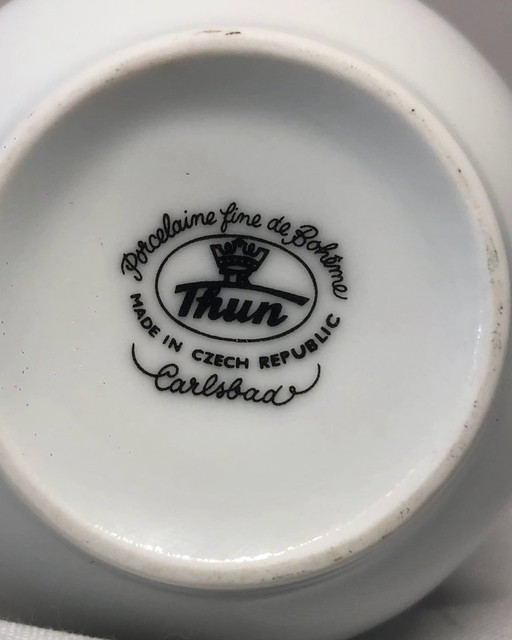 Porcelaine fine de Bohême
Thun
MADE IN CZECH REPUBLIC
Carlsbad